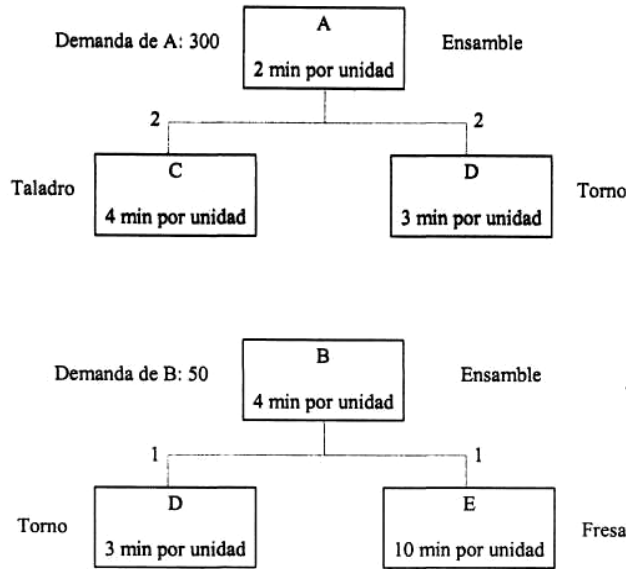 A
Demanda de A: 300
Ensamble
2 min por unidad
2
2
C
D
Taladro
Torno
4 min por unidad
3 min por unidad
B
Demanda de B: 50
Ensamble
4 min por unidad
1
1
D
E
Torno
Fresa
3 min por unidad
10 min por unidad